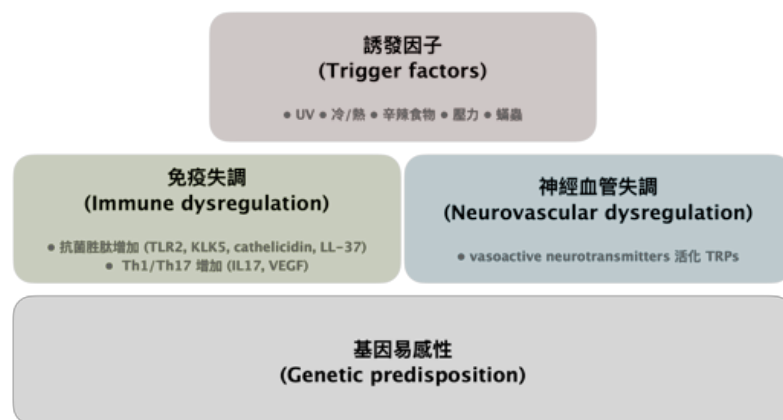 誘發因子
(Trigger factors)
● UV ● 冷/熱 ● 辛辣食物 ● 壓力 ● 蟎蟲
免疫失調
(Immune dysregulation)
● 抗菌胜肽增加 (TLR2, KLK5, cathelicidin, LL-37)
● Th1/Th17 增加 (IL17, VEGF)
神經血管失調
(Neurovascular dysregulation)
● vasoactive neurotransmitters 活化 TRPs
基因易感性
(Genetic predisposition)